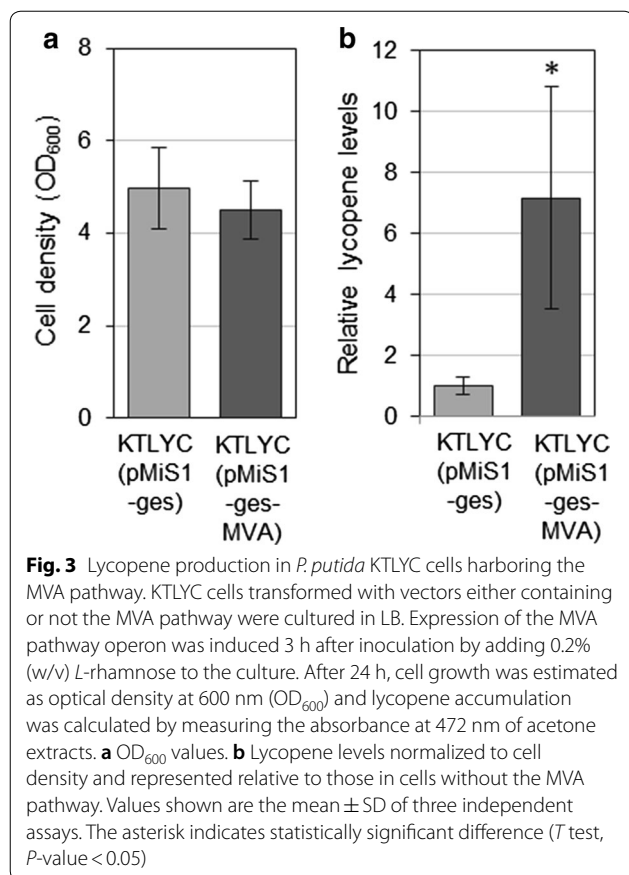 a
b
8
6
4
2
0
Cell density (OD600)
KTLYC
(pMiS1
-ges)
KTLYC
(pMiS1
-ges-
MVA)
12
10
8
6
4
2
0
Relative lycopene levels
*
KTLYC
(pMiS1
-ges)
KTLYC
(pMiS1
-ges-
MVA)
Fig. 3 Lycopene production in P. putida KTLYC cells harboring the
MVA pathway. KTLYC cells transformed with vectors either containing
or not the MVA pathway were cultured in LB. Expression of the MVA
pathway operon was induced 3 h after inoculation by adding 0.2%
(w/v) L-rhamnose to the culture. After 24 h, cell growth was estimated
as optical density at 600 nm (OD600) and lycopene accumulation
was calculated by measuring the absorbance at 472 nm of acetone
extracts. a OD600 values. b Lycopene levels normalized to cell
density and represented relative to those in cells without the MVA
pathway. Values shown are the mean ± SD of three independent
assays. The asterisk indicates statistically significant difference (T test,
P-value < 0.05)